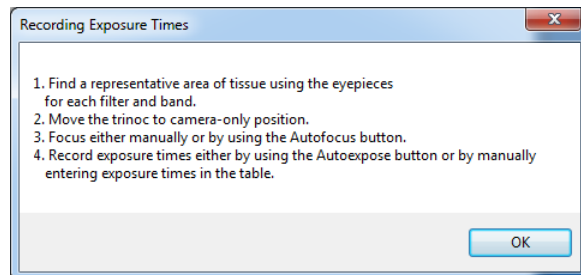 Recording Exposure Times
1. Find a representative area of tissue using the eyepieces
for each filter and band.
2. Move the trinoc to camera-only position.
3. Focus either manually or by using the Autofocus button.
4. Record exposure times either by using the Autoexpose button or by manually
entering exposure times in the table.
OK